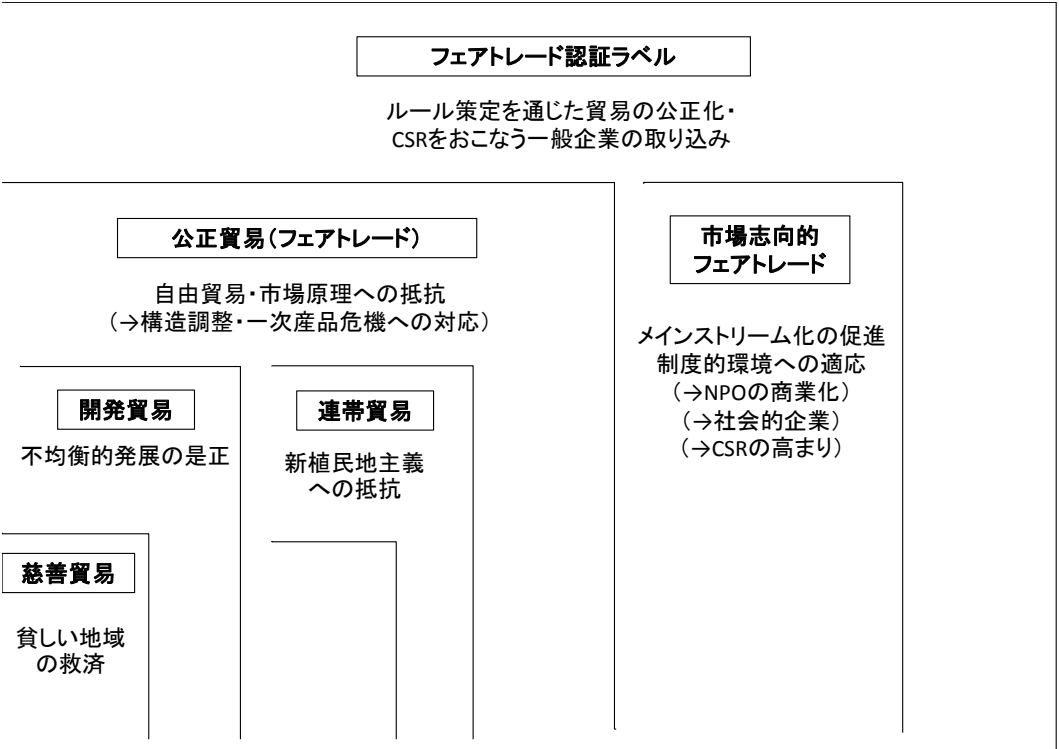 フェアトレード認証ラベル
ルール策定を通じた貿易の公正化・
CSRをおこなう一般企業の取り込み
公正貿易(フェアトレード)
自由貿易・市場原理への抵抗
(→構造調整・一次産品危機への対応)
市場志向的
フェアトレード
メインストリーム化の促進
制度的環境への適応
(→NPOの商業化)
(→社会的企業)
(→CSRの高まり)
開発貿易
不均衡的発展の是正
連帯貿易
新植民地主義
への抵抗
慈善貿易
貧しい地域
の救済